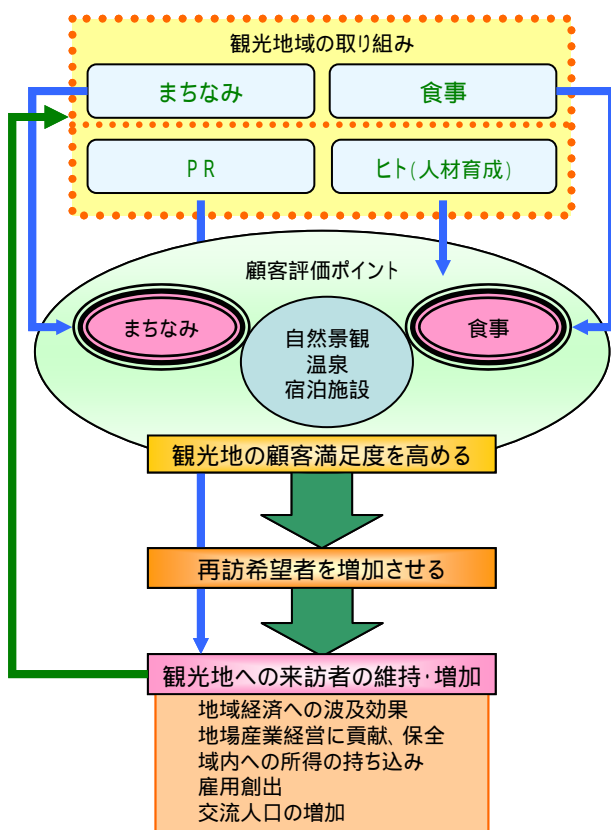 観光地域の取り組み
まちなみ
食事
PR
ヒト(人材育成)
顧客評価ポイント
まちなみ
自然景観
温泉
宿泊施設
食事
観光地の顧客満足度を高める
再訪希望者を増加させる
観光地への来訪者の維持･増加
地域経済への波及効果
地場産業経営に貢献、保全
域内への所得の持ち込み
雇用創出
交流人口の増加